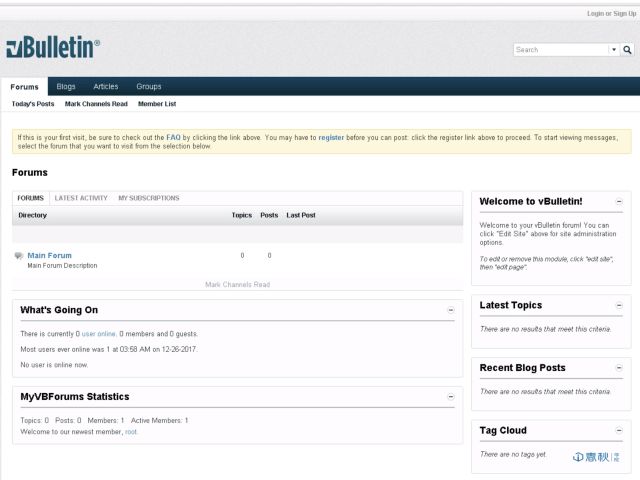 Login or Sign Up
vBulletin®
Search
Forums Blogs Articles Groups
Today's Posts Mark Channels Read Member List
If this is your first visit, be sure to check out the FAQ by clicking the link above. You may have to register before you can post: click the register link above to proceed. To start viewing messages,
select the forum that you want to visit from the selection below.
Forums
FORUMS LATEST ACTIVITY MY SUBSCRIPTIONS
Directory Topics Posts Last Post
Main Forum 0 0
Main Forum Description
Mark Channels Read
What's Going On
There is currently 0 user online. 0 members and 0 guests.
Most users ever online was 1 at 03:58 AM on 12-26-2017.
No user is online now.
MyVBForums Statistics
Topics: 0 Posts: 0 Members: 1 Active Members: 1
Welcome to our newest member, root.
Welcome to vBulletin!
Welcome to your vBulletin forum! You can
click "Edit Site" above for site administration
options.
To edit or remove this module, click "edit site",
then "edit page".
Latest Topics
There are no results that meet this criteria.
Recent Blog Posts
There are no results that meet this criteria.
Tag Cloud
There are no tags yet.